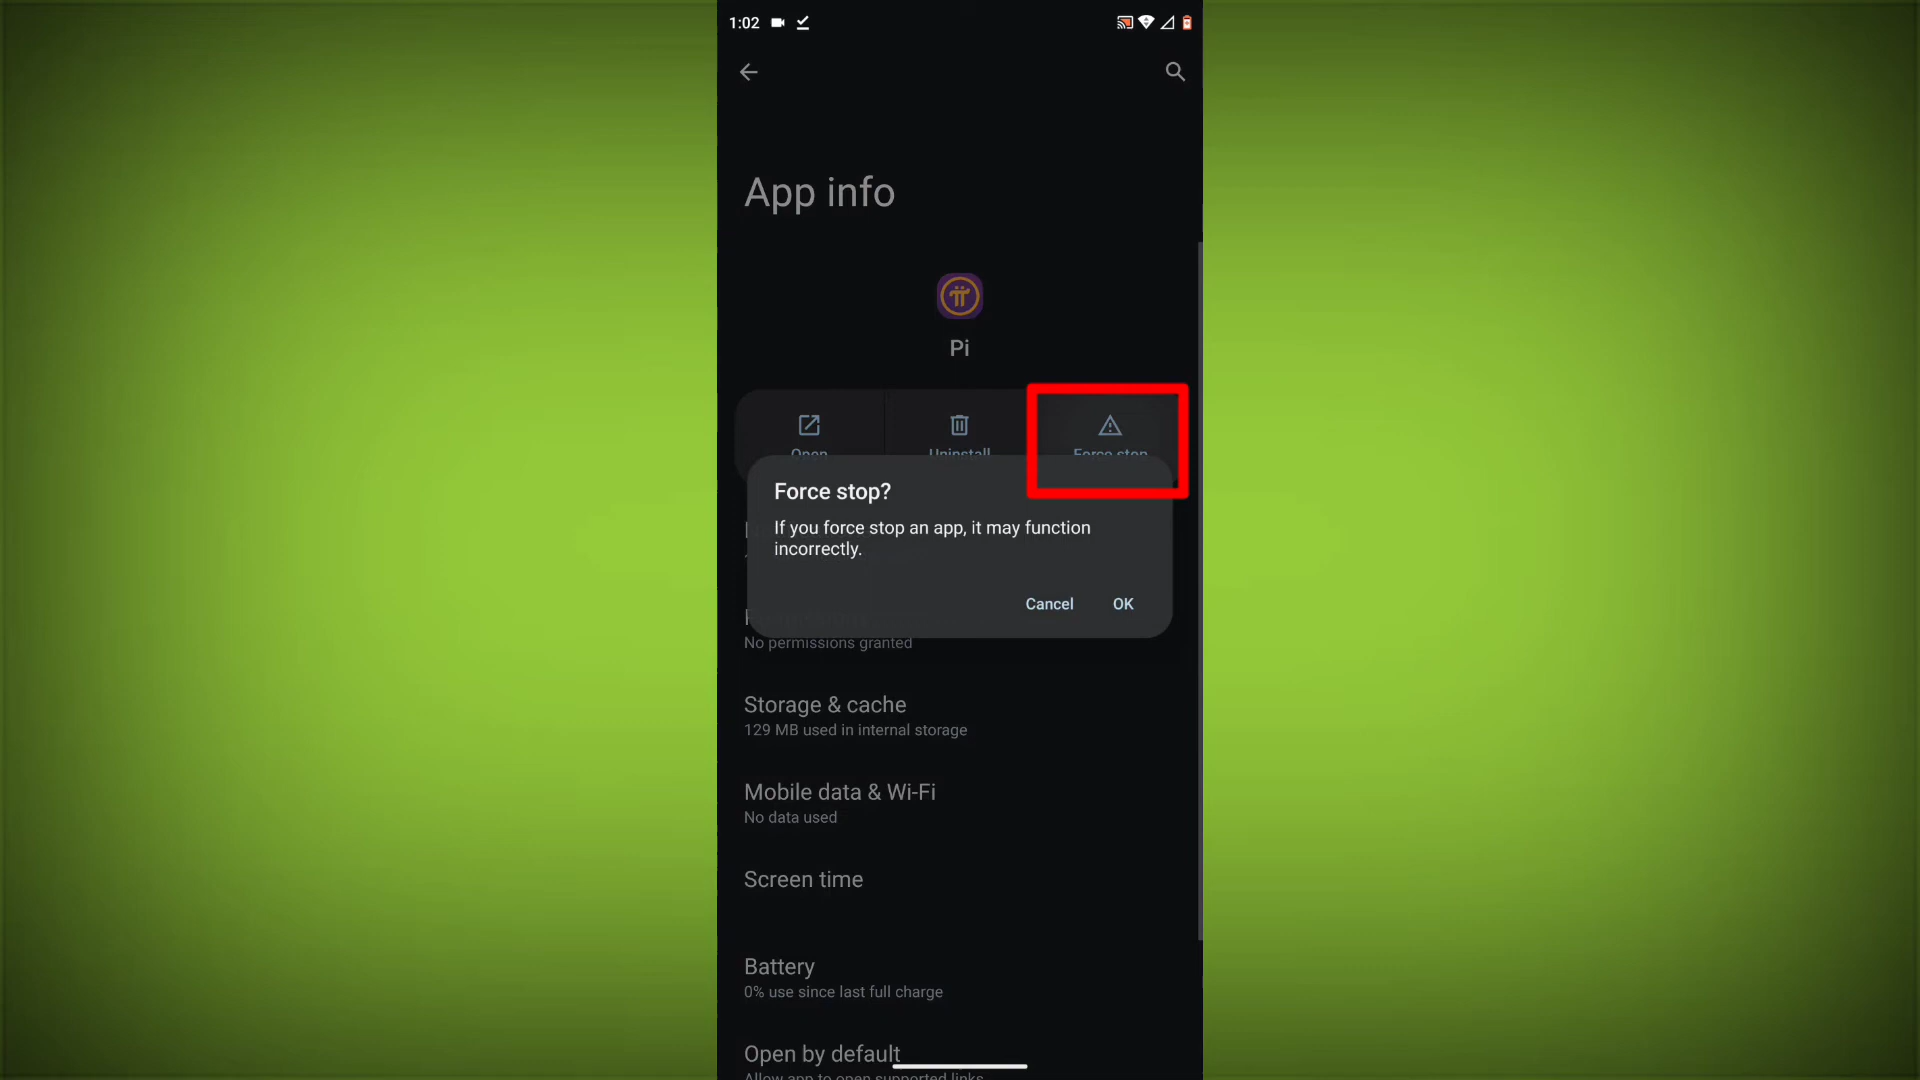 1:02
App info
Pi
Open
Uninstall
Force stop
Force stop?
If you force stop an app, it may function
incorrectly.
Cancel
OK
No permissions granted
Storage & cache
129 MB used in internal storage
Mobile data & Wi-Fi
No data used
Screen time
Battery
0% use since last full charge
Open by default
Allow app to open supported links